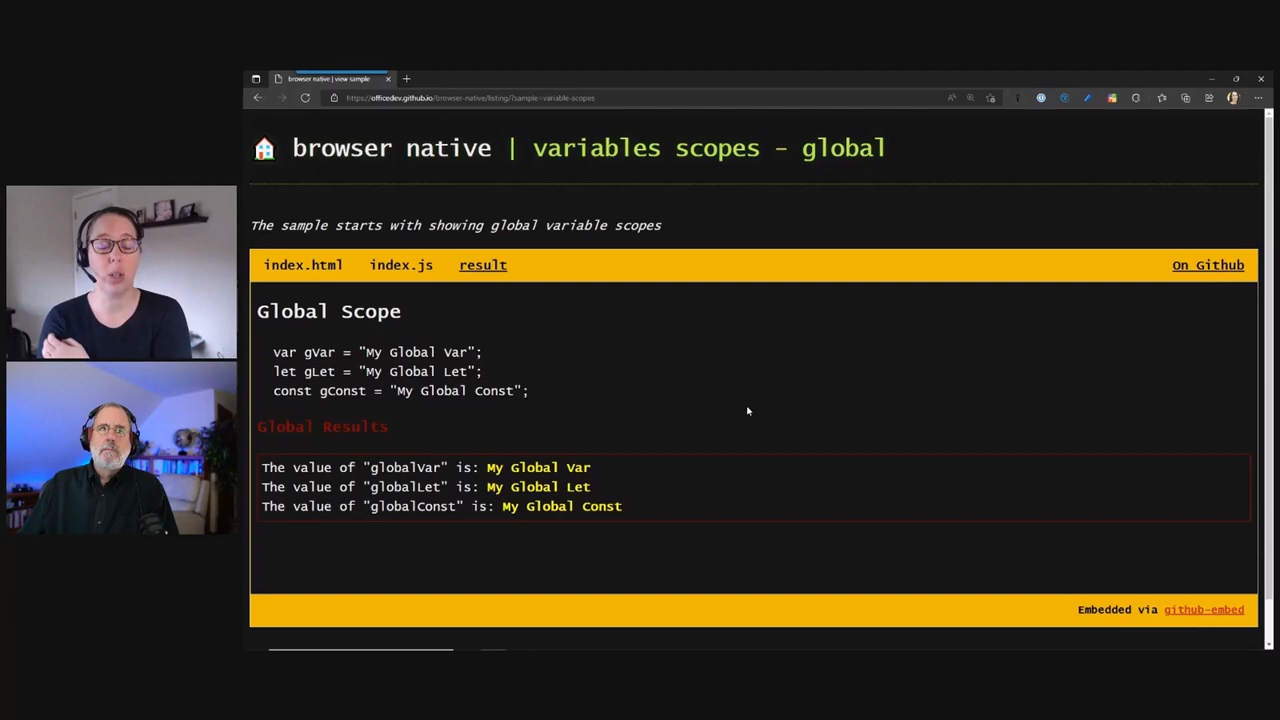 browser native | view sample
https://officedev.github.io/browser-native/listing/?sample=variable-scopes
browser native | variables scopes - global
The sample starts with showing global variable scopes
index.html index.js result On Github
Global Scope
var gVar = "My Global Var";
let gLet = "My Global Let";
const gConst = "My Global Const";
Global Results
The value of "globalVar" is: My Global Var
The value of "globalLet" is: My Global Let
The value of "globalConst" is: My Global Const
Embedded via github-embed